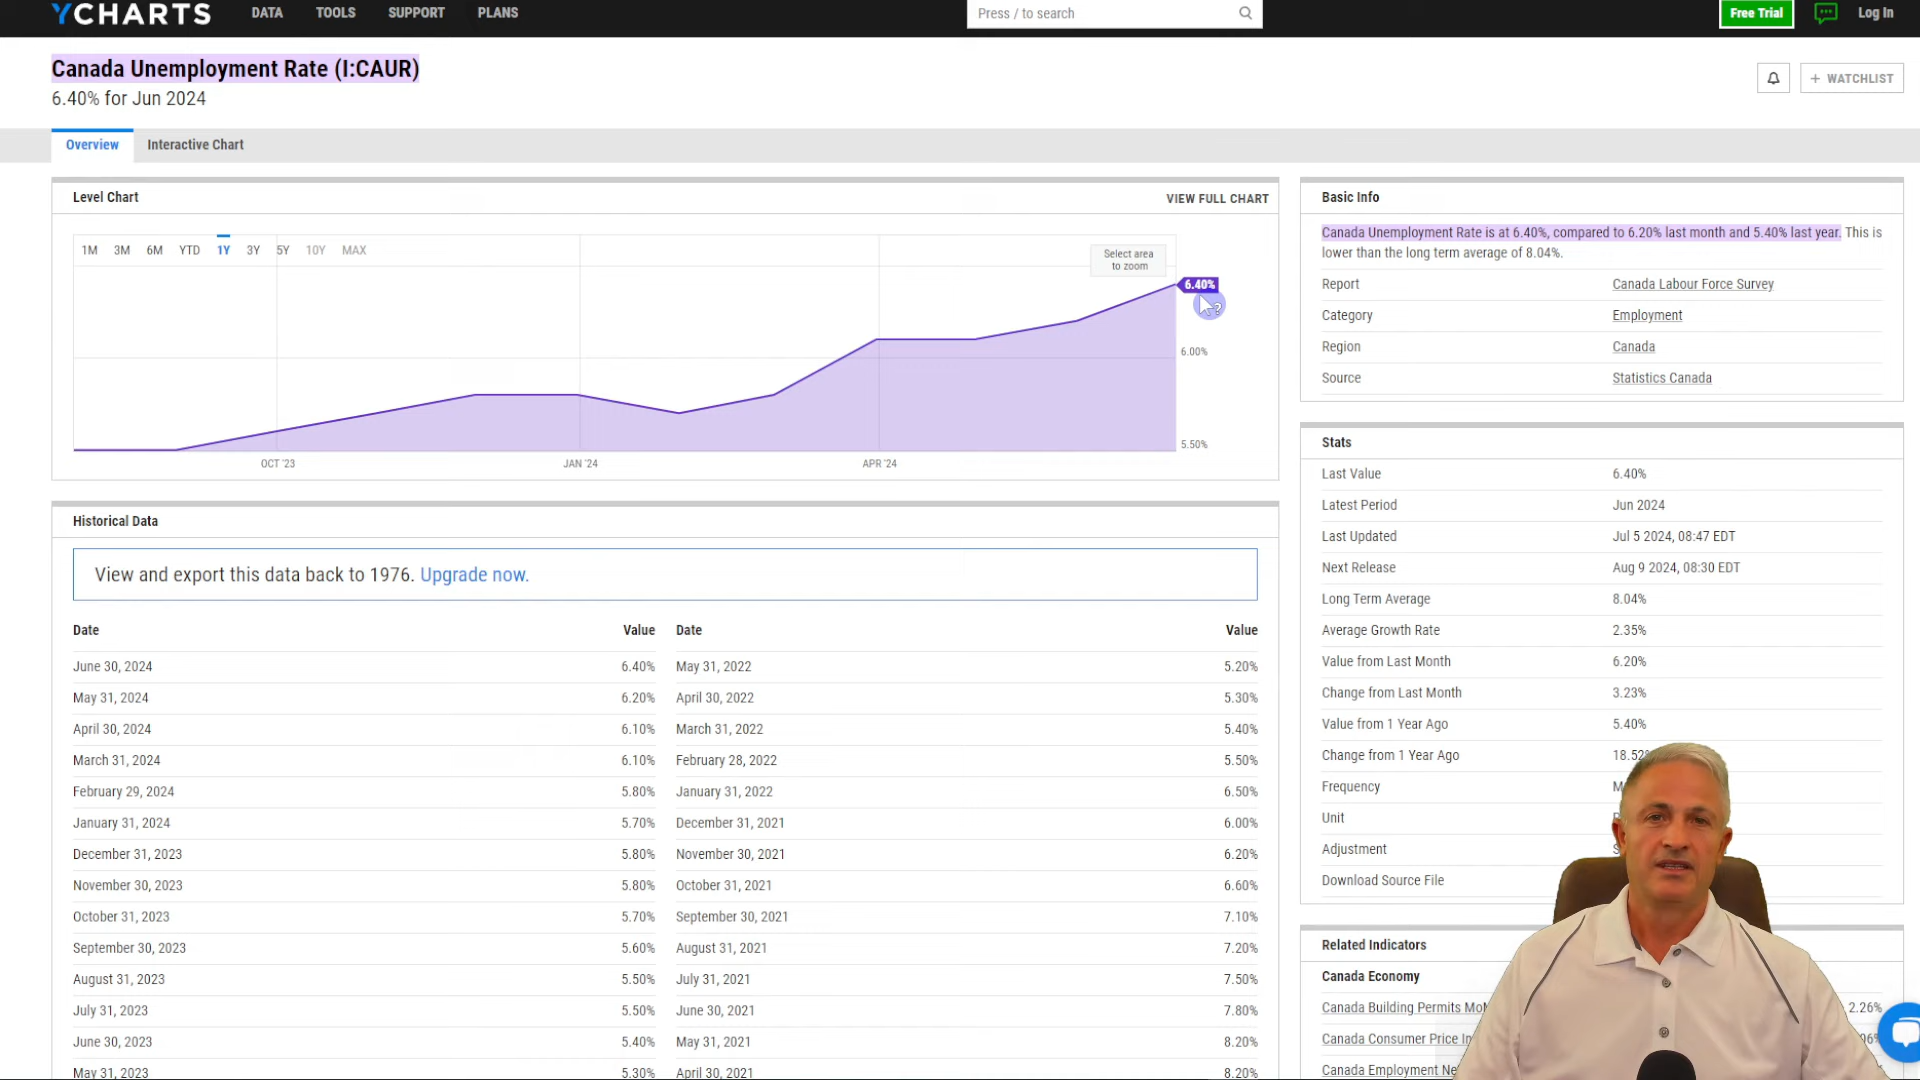 YCHARTS
DATA TOOLS SUPPORT PLANS
Press / to search
Free Trial
Log In
Canada Unemployment Rate (I:CAUR)
6.40% for Jun 2024
+ WATCHLIST
Overview Interactive Chart
Level Chart
VIEW FULL CHART
1M 3M 6M YTD 1Y 3Y 5Y 10Y MAX
Select area
to zoom
6.40%
6.00%
5.50%
OCT '23 JAN '24 APR '24
Historical Data
View and export this data back to 1976. Upgrade now.
Date Value Date Value
June 30, 2024 6.40% May 31, 2022 5.20%
May 31, 2024 6.20% April 30, 2022 5.30%
April 30, 2024 6.10% March 31, 2022 5.40%
March 31, 2024 6.10% February 28, 2022 5.50%
February 29, 2024 5.80% January 31, 2022 6.50%
January 31, 2024 5.70% December 31, 2021 6.00%
December 31, 2023 5.80% November 30, 2021 6.20%
November 30, 2023 5.80% October 31, 2021 6.60%
October 31, 2023 5.70% September 30, 2021 7.10%
September 30, 2023 5.60% August 31, 2021 7.20%
August 31, 2023 5.50% July 31, 2021 7.50%
July 31, 2023 5.50% June 30, 2021 7.80%
June 30, 2023 5.40% May 31, 2021 8.20%
May 31, 2023 5.30% April 30, 2021 8.20%
Basic Info
Canada Unemployment Rate is at 6.40%, compared to 6.20% last month and 5.40% last year. This is
lower than the long term average of 8.04%.
Report Canada Labour Force Survey
Category Employment
Region Canada
Source Statistics Canada
Stats
Last Value 6.40%
Latest Period Jun 2024
Last Updated Jul 5 2024, 08:47 EDT
Next Release Aug 9 2024, 08:30 EDT
Long Term Average 8.04%
Average Growth Rate 2.35%
Value from Last Month 6.20%
Change from Last Month 3.23%
Value from 1 Year Ago 5.40%
Change from 1 Year Ago 18.52
Frequency
Unit
Adjustment
Download Source File
Related Indicators
Canada Economy
Canada Building Permits MoM 2.26%
Canada Consumer Price
Canada Employment